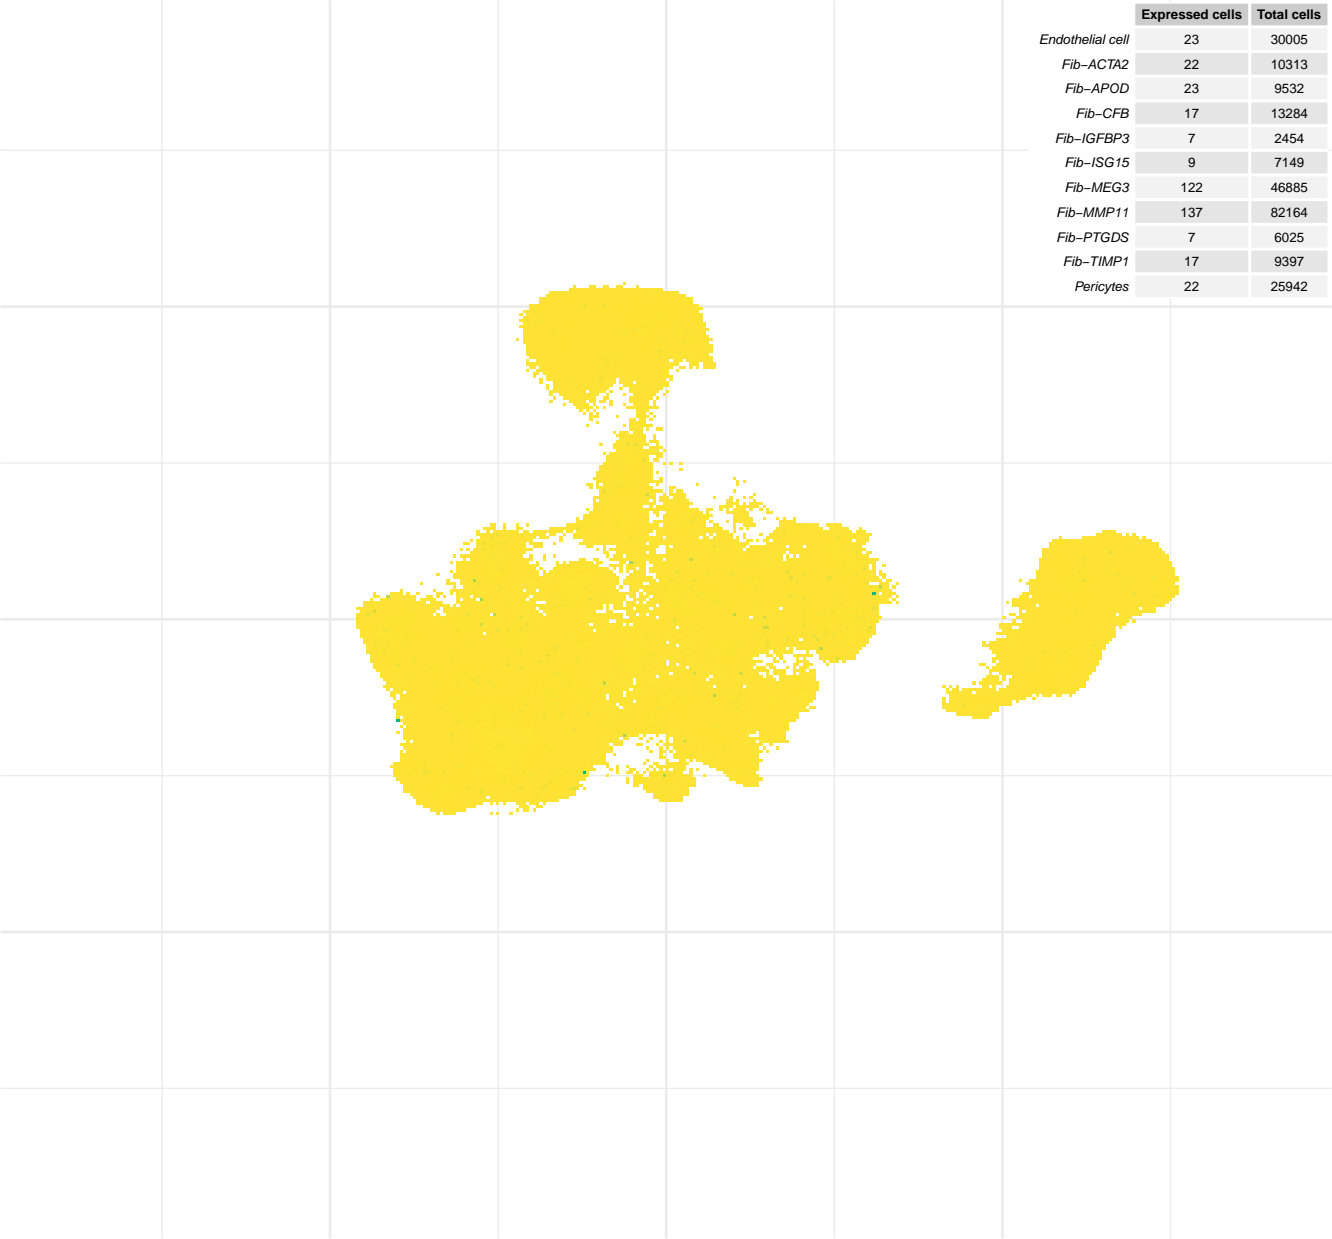 Expressed cells Total cells
Endothelial cell 23 30005
Fib−ACTA2 22 10313
Fib−APOD 23 9532
Fib−CFB 17 13284
Fib−IGFBP3 7 2454
Fib−ISG15 9 7149
Fib−MEG3 122 46885
Fib−MMP11 137 82164
Fib−PTGDS 7 6025
Fib−TIMP1 17 9397
Pericytes 22 25942